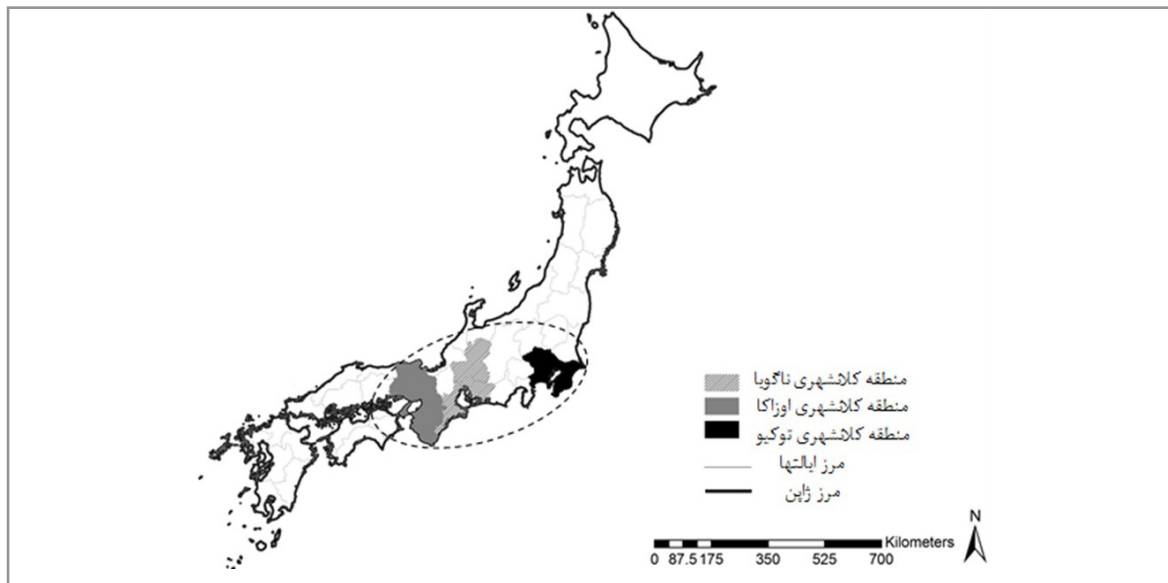 منطقه کلانشهری ناگویا
منطقه کلانشهری اوزاکا
منطقه کلانشهری توکیو
مرز ایالتها
مرز ژاپن
N
Kilometers
0 87.5 175 350 525 700